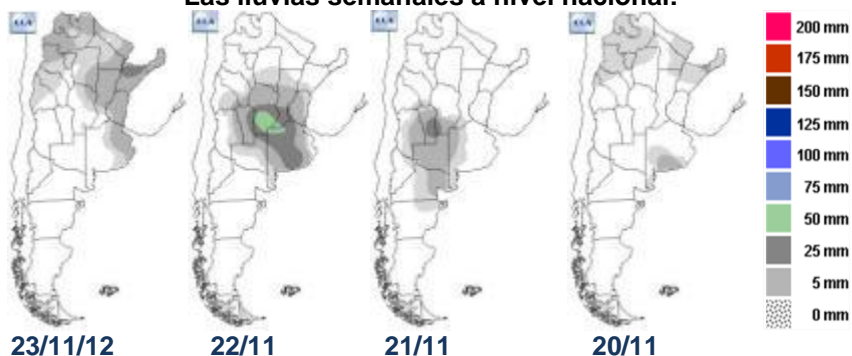 Las lluvias semanales a nivel nacional.
200 mm
175 mm
150 mm
125 mm
100 mm
75 mm
50 mm
25 mm
5 mm
0 mm
23/11/12 22/11 21/11 20/11